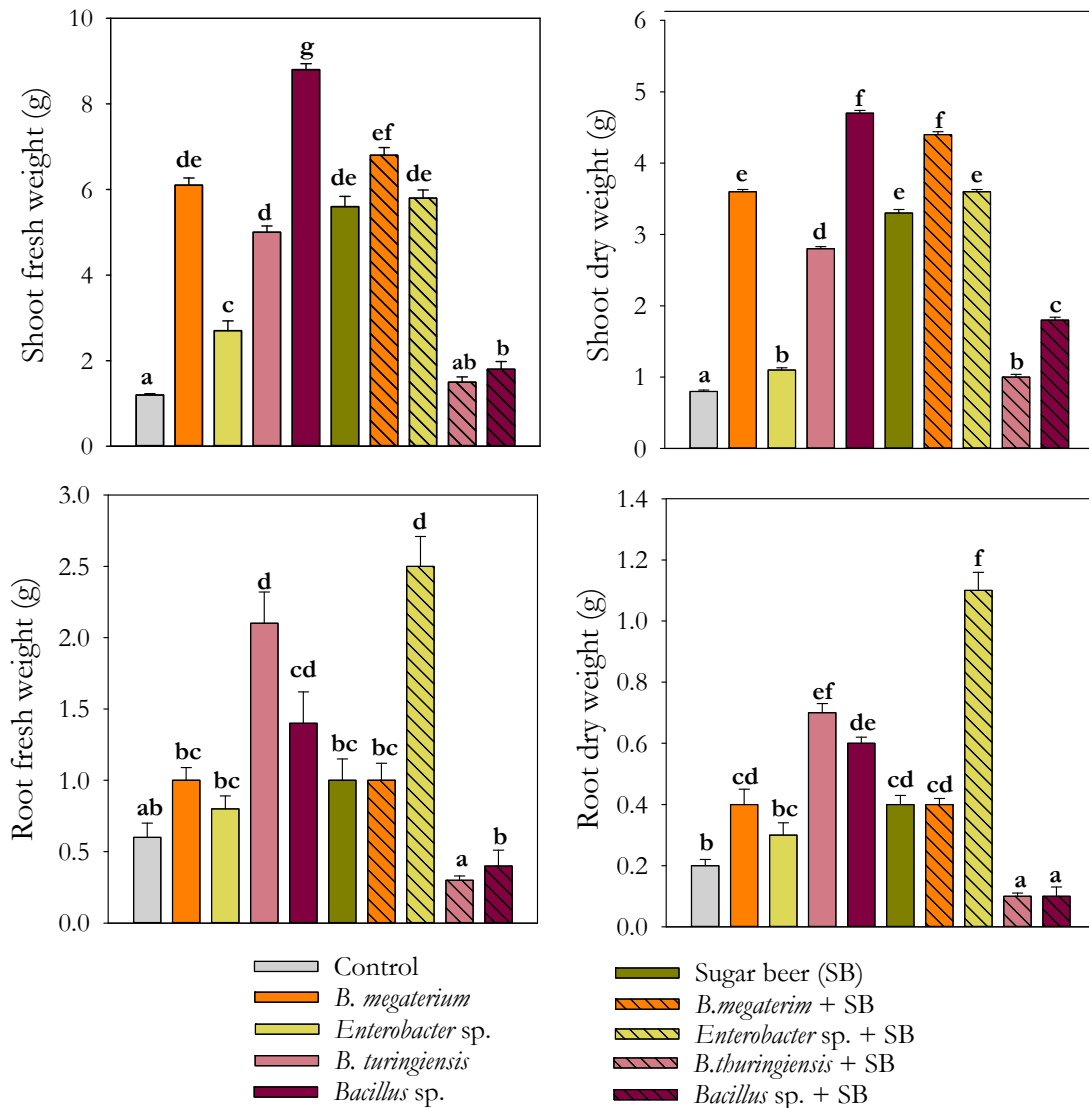 Shoot fresh weight (g)
10
8
6
4
2
0
a
de
c
d
g
de
ef
de
ab
b
Shoot dry weight (g)
6
5
4
3
2
1
0
a
e
b
d
f
e
f
e
b
c
Root fresh weight (g)
3.0
2.5
2.0
1.5
1.0
0.5
0.0
ab
bc
bc
d
cd
bc
bc
d
a
b
Root dry weight (g)
1.4
1.2
1.0
0.8
0.6
0.4
0.2
0.0
b
cd
bc
ef
de
cd
cd
f
a
a
Control
B. megaterium
Enterobacter sp.
B. turingiensis
Bacillus sp.
Sugar beer (SB)
B.megaterim + SB
Enterobacter sp. + SB
B.thuringiensis + SB
Bacillus sp. + SB